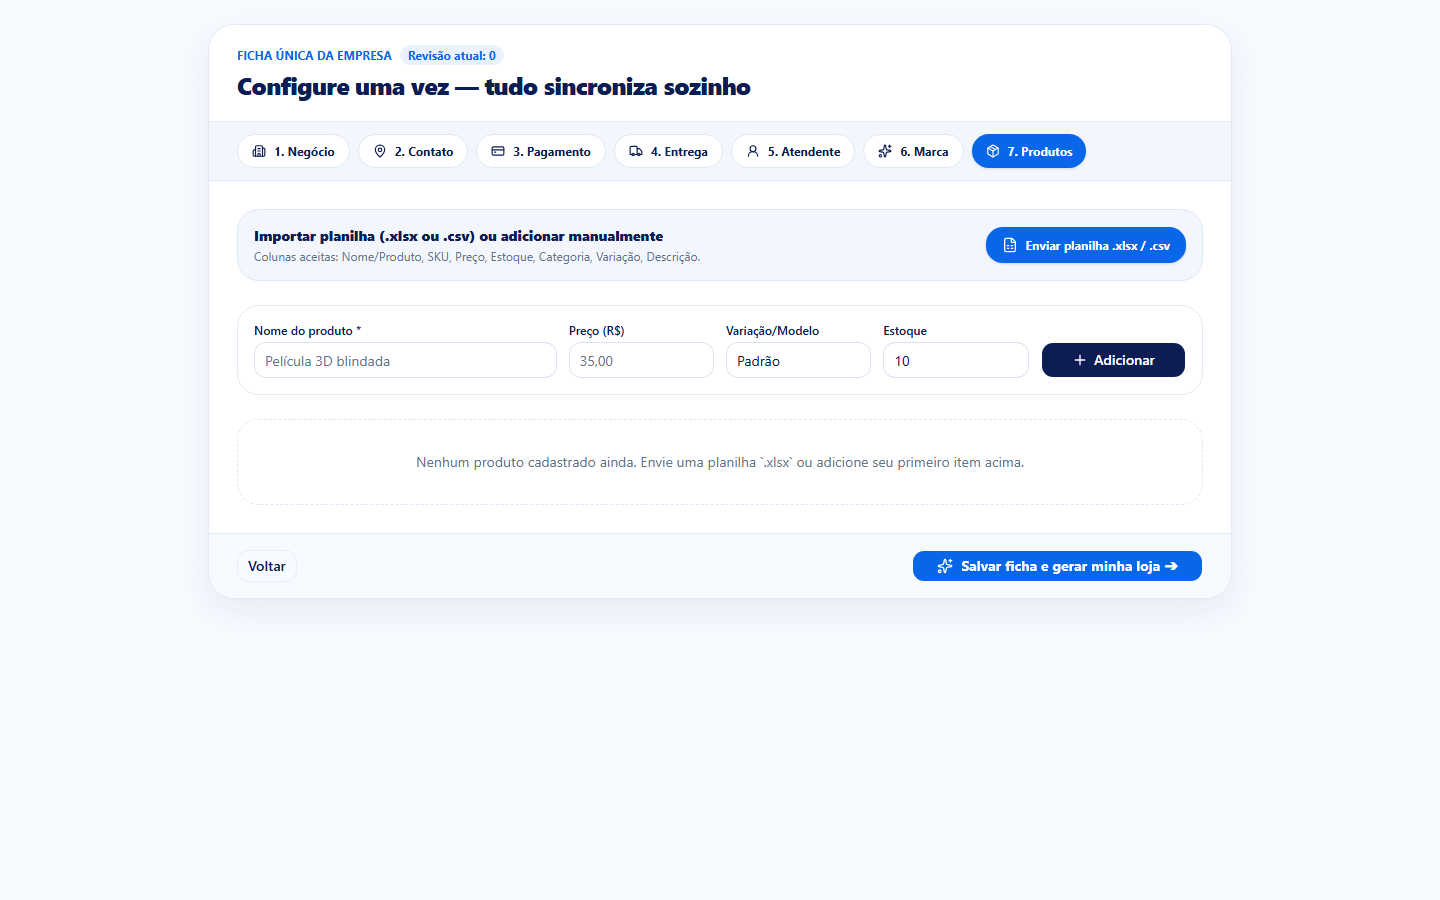 FICHA ÚNICA DA EMPRESA Revisão atual: 0
Configure uma vez — tudo sincroniza sozinho
1. Negócio 2. Contato 3. Pagamento 4. Entrega 5. Atendente 6. Marca 7. Produtos
Importar planilha (.xlsx ou .csv) ou adicionar manualmente
Colunas aceitas: Nome/Produto, SKU, Preço, Estoque, Categoria, Variação, Descrição.
Enviar planilha .xlsx / .csv
Nome do produto * Preço (R$) Variação/Modelo Estoque
Película 3D blindada 35,00 Padrão 10 + Adicionar
Nenhum produto cadastrado ainda. Envie uma planilha `.xlsx` ou adicione seu primeiro item acima.
Voltar Salvar ficha e gerar minha loja ➔